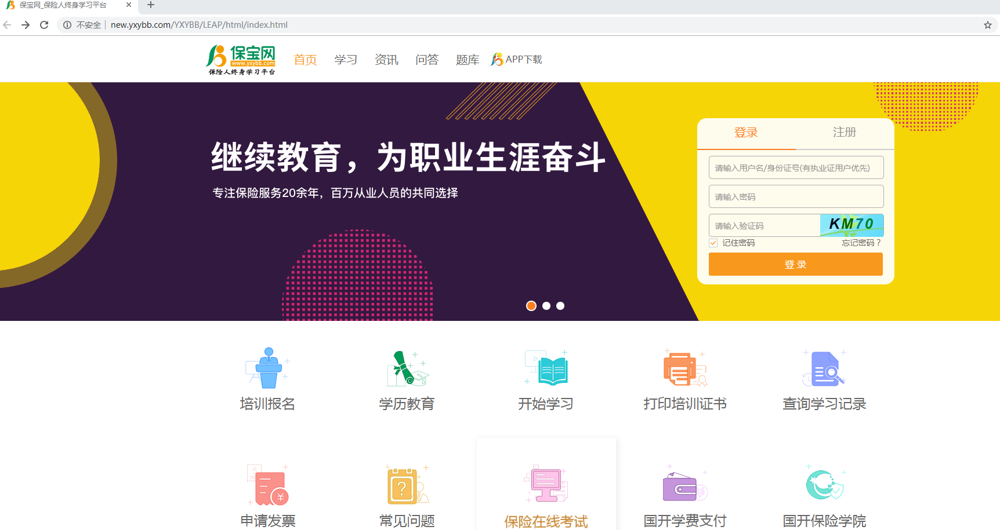 保宝网_保险人终身学习平台
不安全 | new.yxybb.com/YXYBB/LEAP/html/index.html
保宝网
www.yxybb.com
保险人终身学习平台
首页 学习 资讯 问答 题库 APP下载
登录 注册
继续教育，为职业生涯奋斗
专注保险服务20余年，百万从业人员的共同选择
请输入用户名/身份证号(有执业证用户优先)
请输入密码
请输入验证码 KM70
记住密码 忘记密码？
登录
培训报名 学历教育 开始学习 打印培训证书 查询学习记录
申请发票 常见问题 保险在线考试 国开学费支付 国开保险学院